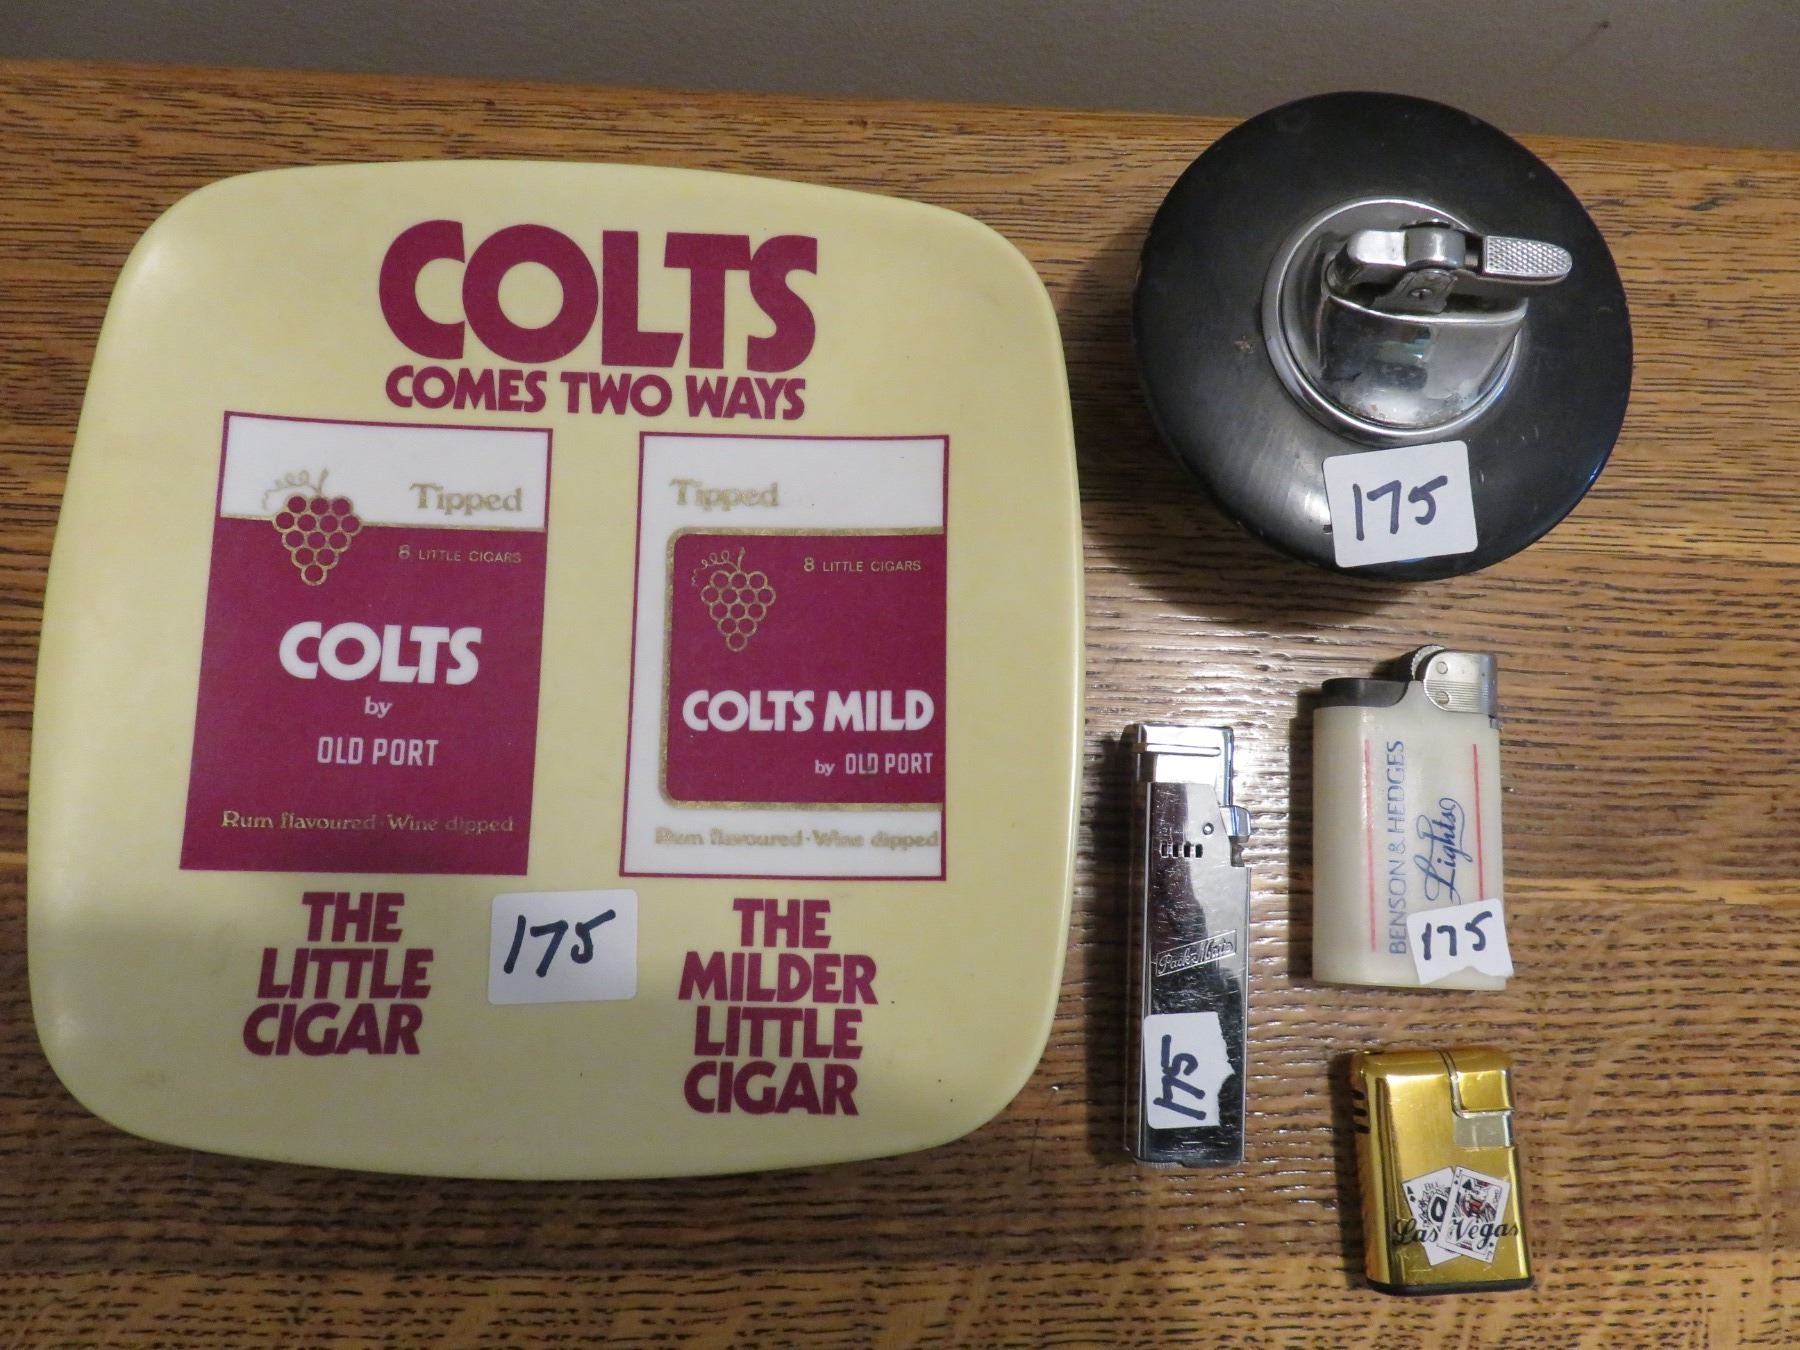 COLTS
COMES TWO WAYS
Tipped
8 LITTLE CIGARS
COLTS
by
OLD PORT
Rum flavoured · Wine dipped
THE
LITTLE
CIGAR
Tipped
8 LITTLE CIGARS
COLTS MILD
by OLD PORT
Rum flavoured · Wine dipped
THE
MILDER
LITTLE
CIGAR
175
175
Pack-Mate
175
BENSON & HEDGES
Lights
175
Las Vegas